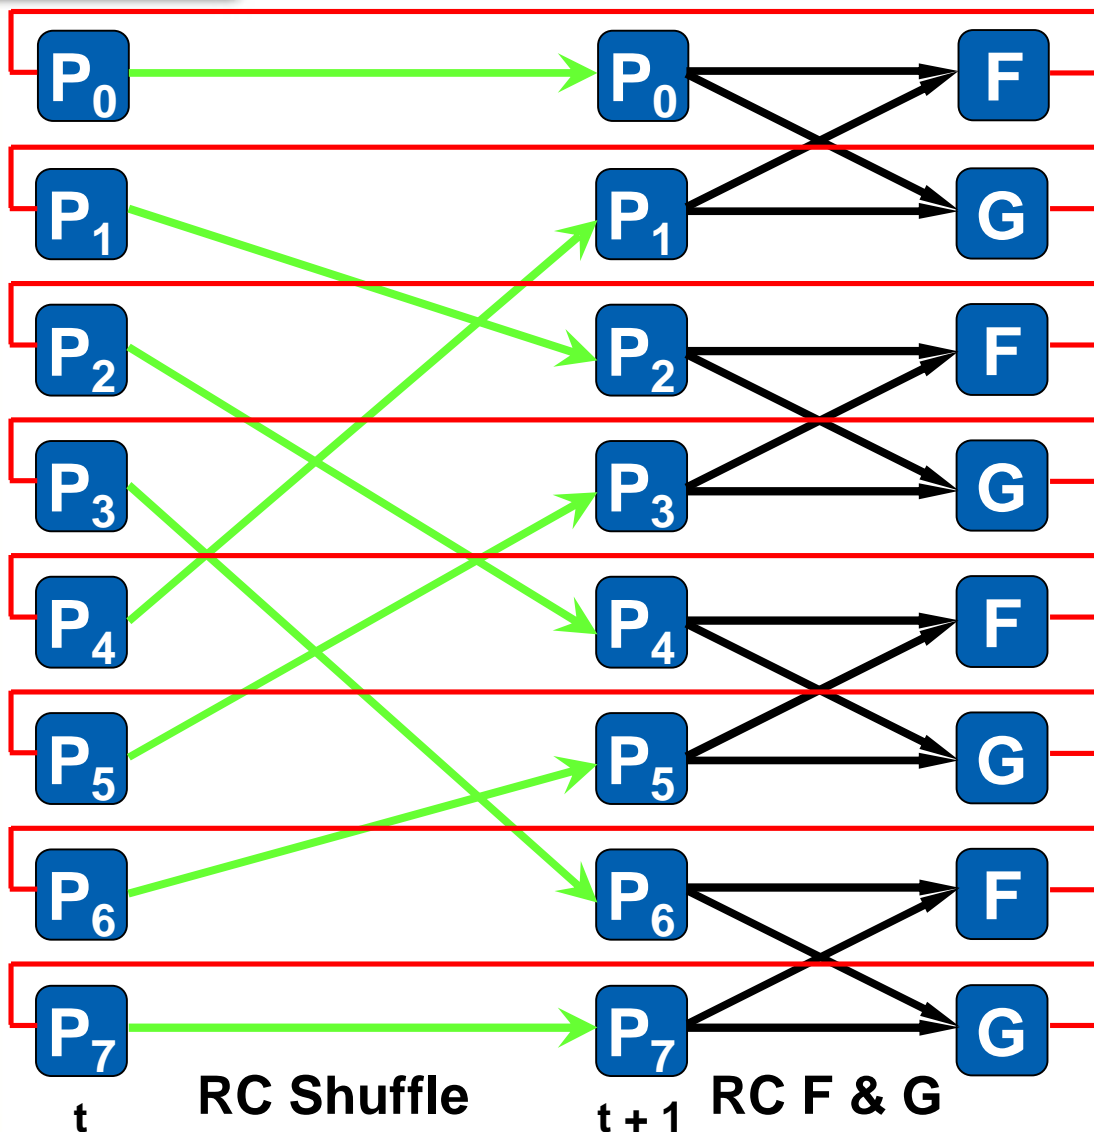 P0 P0 F
P1 P1 G
P2 P2 F
P3 P3 G
P4 P4 F
P5 P5 G
P6 P6 F
P7 P7 G
RC Shuffle RC F & G
t t + 1